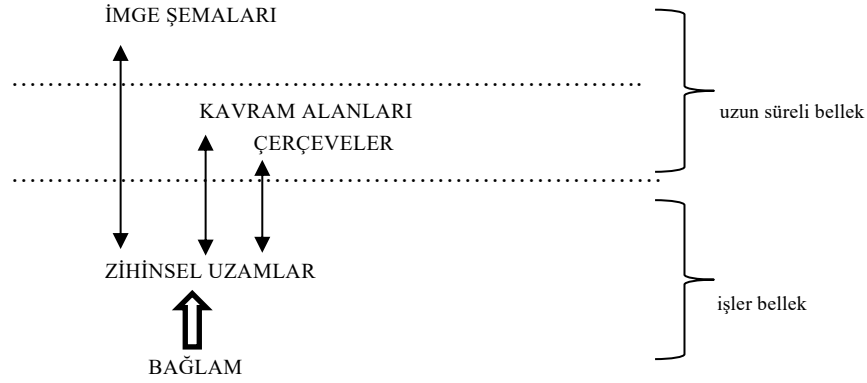 İMGE ŞEMALARI
KAVRAM ALANLARI
uzun süreli bellek
ÇERÇEVELER
ZİHİNSEL UZAMLAR
işler bellek
BAĞLAM